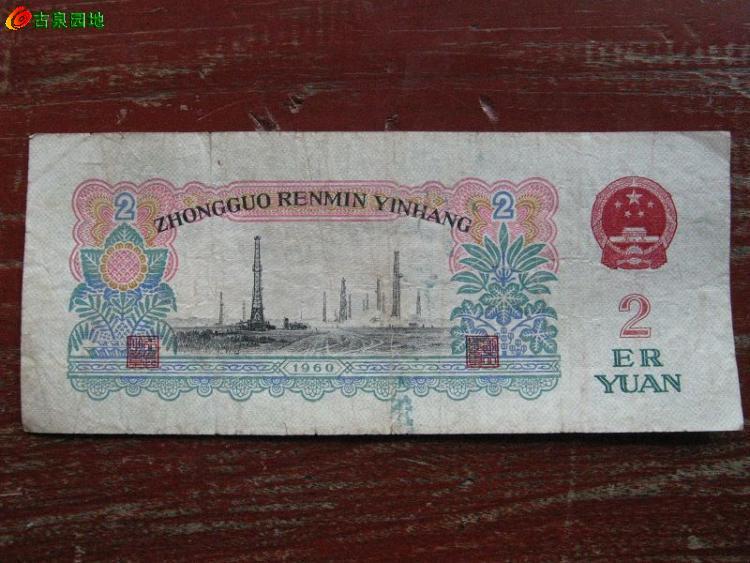 古泉园地
2
2
ZHONGGUO RENMIN YINHANG
1960
2
ER
YUAN